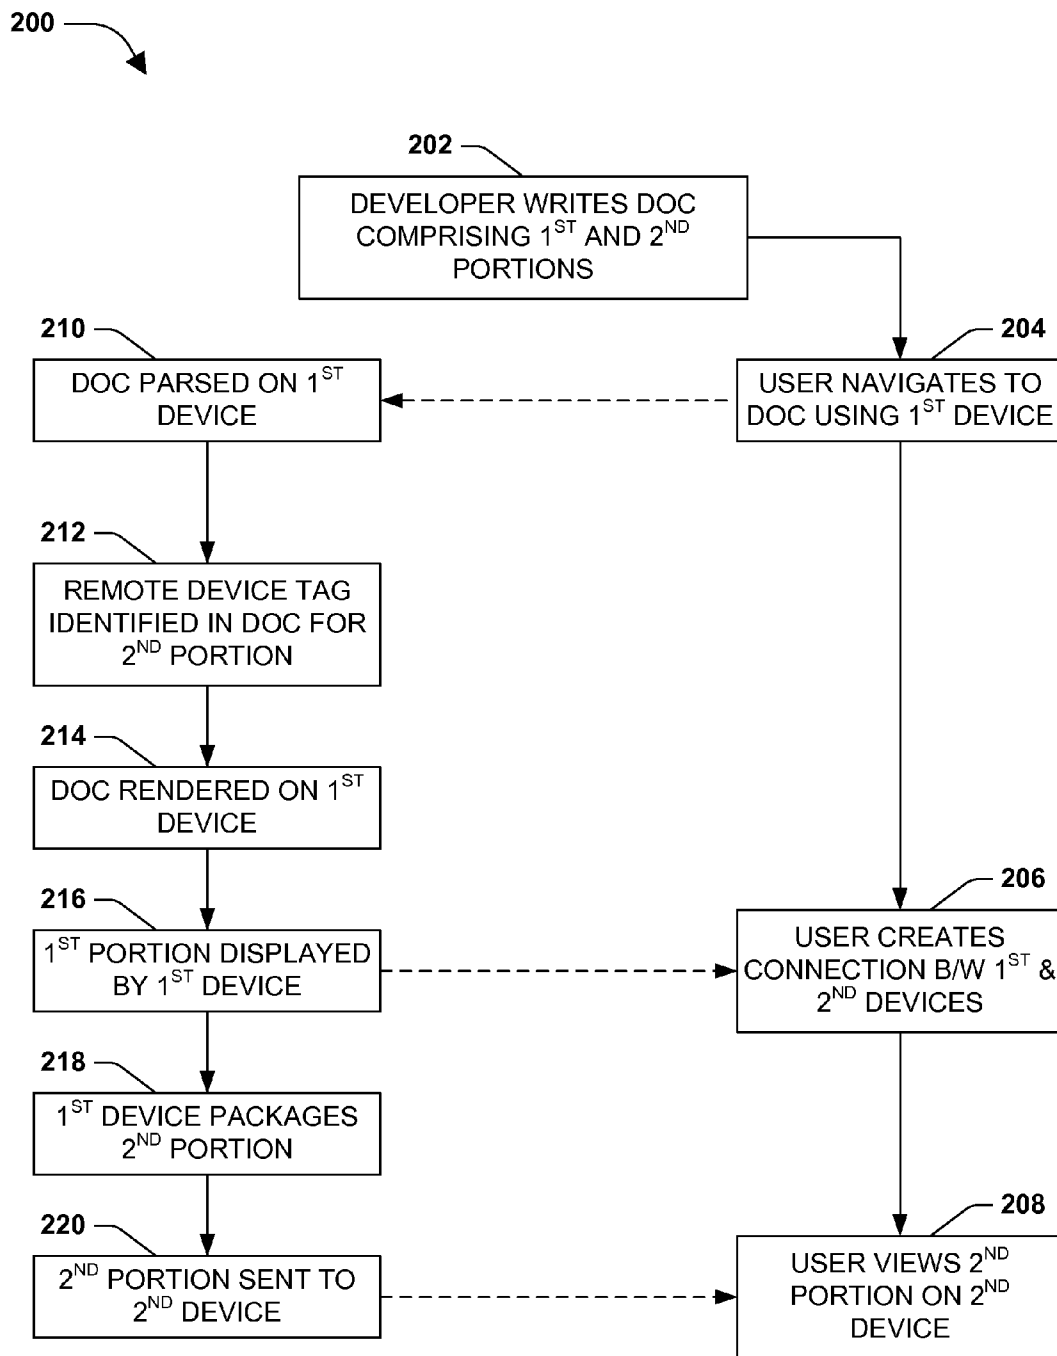 200
202
DEVELOPER WRITES DOC
COMPRISING 1ST AND 2ND
PORTIONS
210
DOC PARSED ON 1ST
DEVICE
204
USER NAVIGATES TO
DOC USING 1ST DEVICE
212
REMOTE DEVICE TAG
IDENTIFIED IN DOC FOR
2ND PORTION
214
DOC RENDERED ON 1ST
DEVICE
216
1ST PORTION DISPLAYED
BY 1ST DEVICE
206
USER CREATES
CONNECTION B/W 1ST &
2ND DEVICES
218
1ST DEVICE PACKAGES
2ND PORTION
220
2ND PORTION SENT TO
2ND DEVICE
208
USER VIEWS 2ND
PORTION ON 2ND
DEVICE